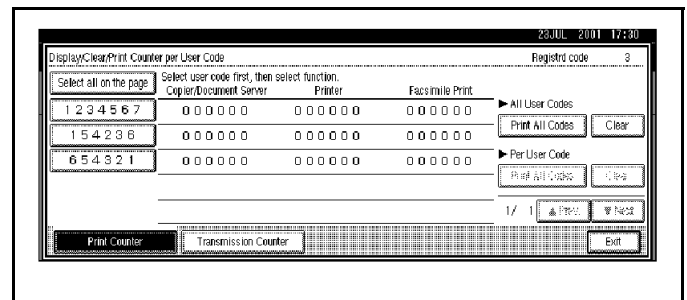 23JUL 2001 17:30
Display/Clear/Print Counter per User Code
Registrd code 3
Select all on the page
Select user code first, then select function.
Copier/Document Server Printer Facsimile Print
1234567 000000 000000 000000
154236 000000 000000 000000
654321 000000 000000 000000
► All User Codes
Print All Codes Clear
► Per User Code
Print All Codes Clear
1/ 1 ▲ Prev. ▼ Next
Print Counter Transmission Counter Exit